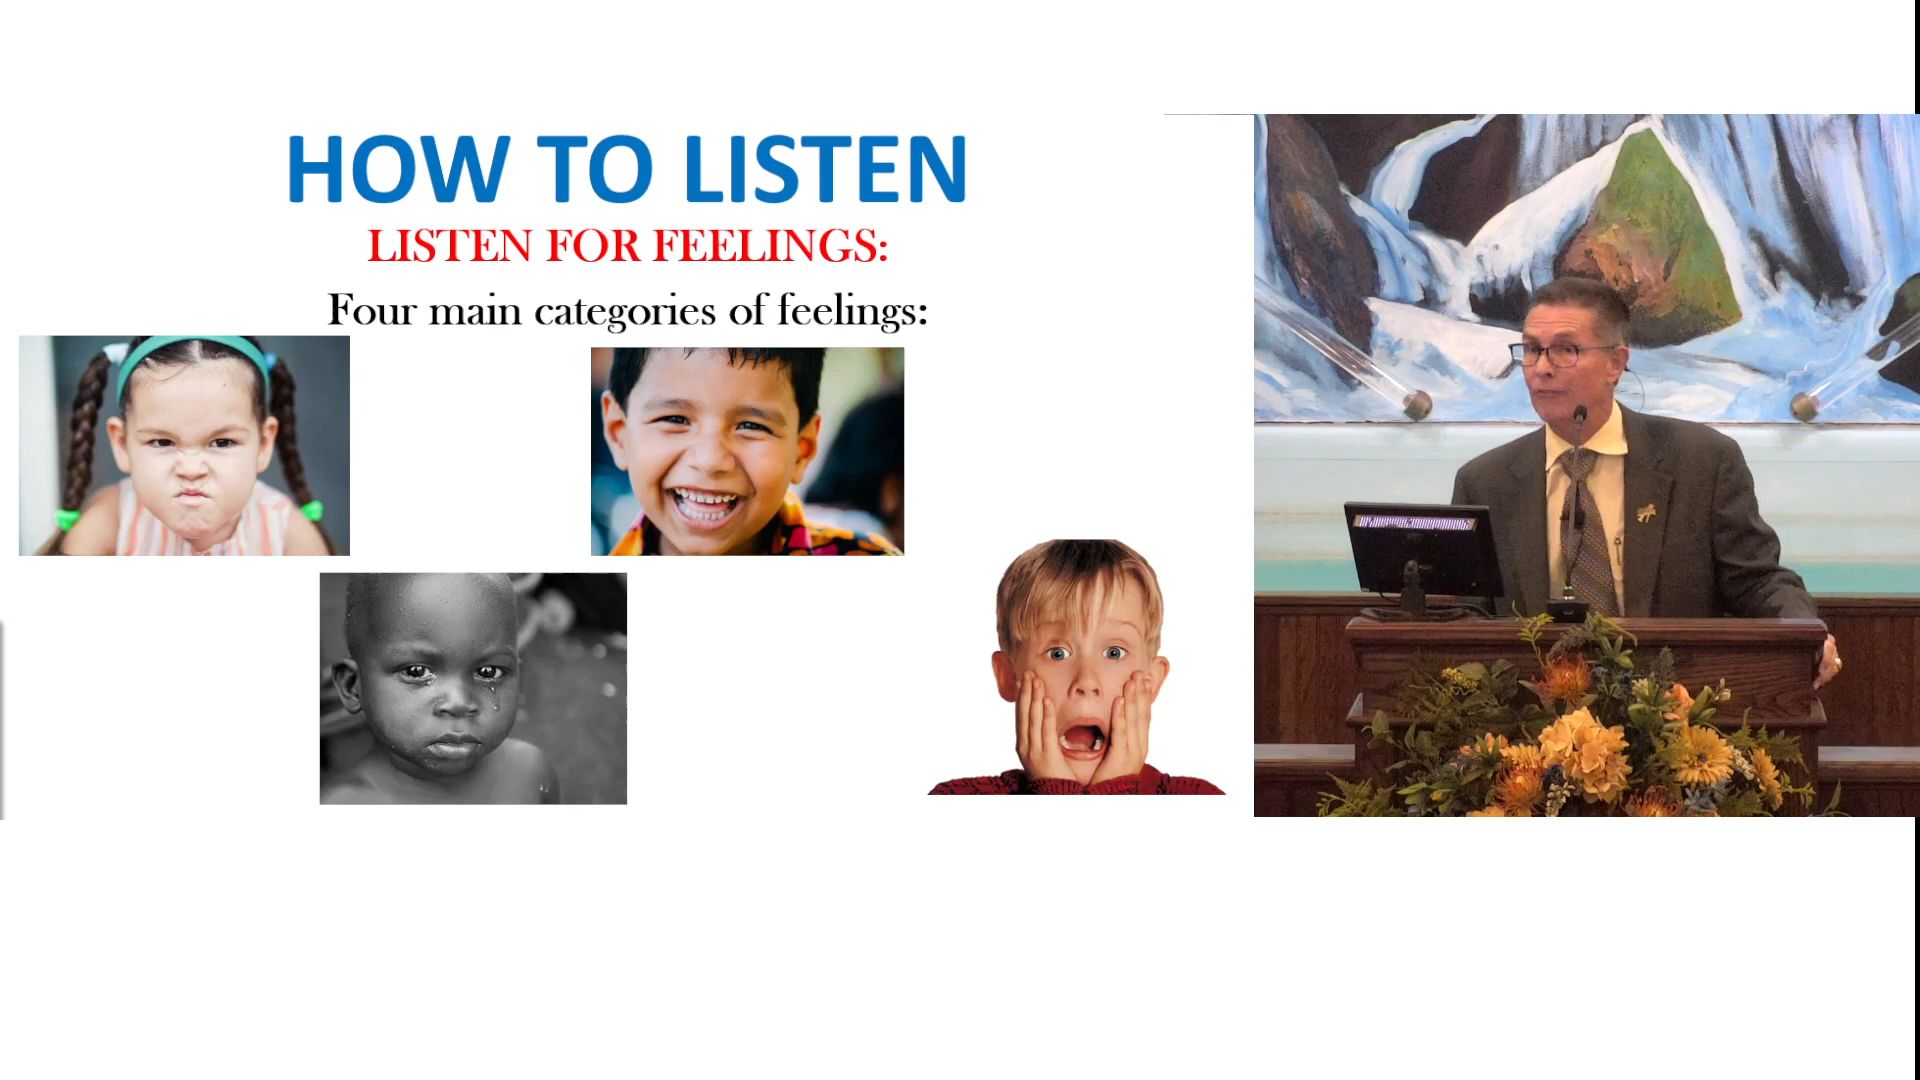 HOW TO LISTEN
LISTEN FOR FEELINGS:
Four main categories of feelings: